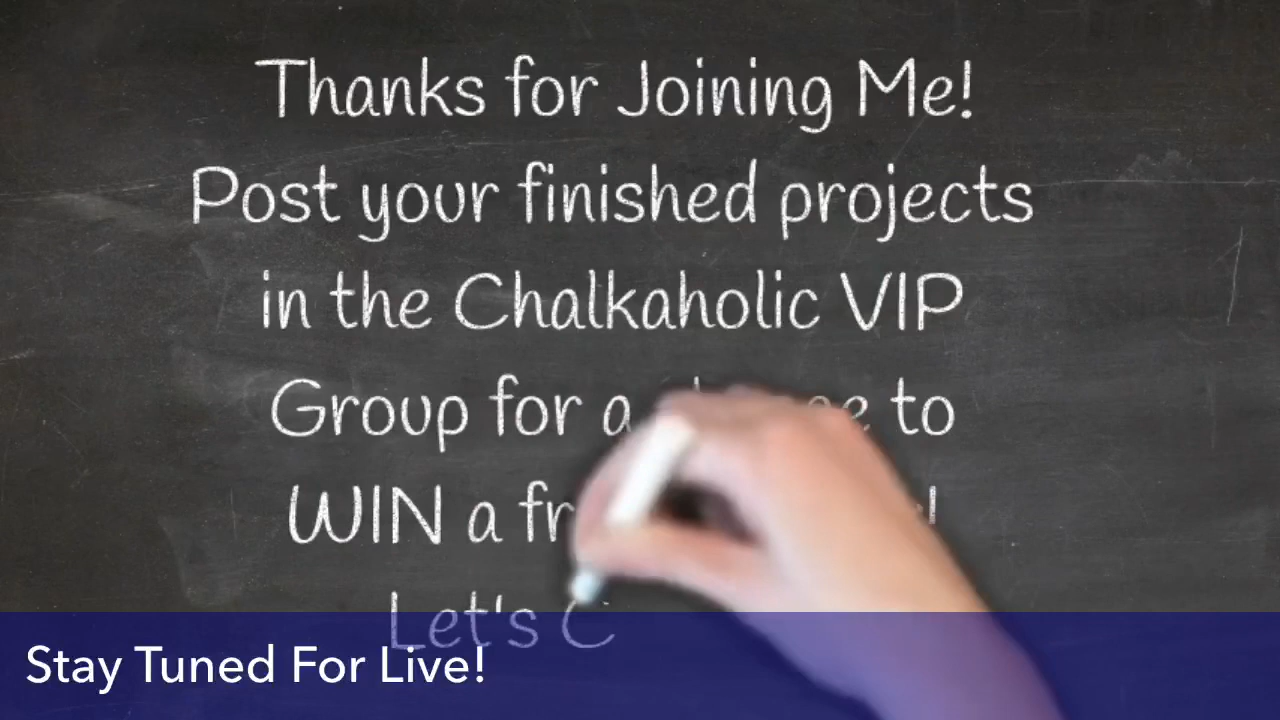 Thanks for Joining Me!
Post your finished projects
in the Chalkaholic VIP
Group for a to
WIN a
Let's
Stay Tuned For Live!